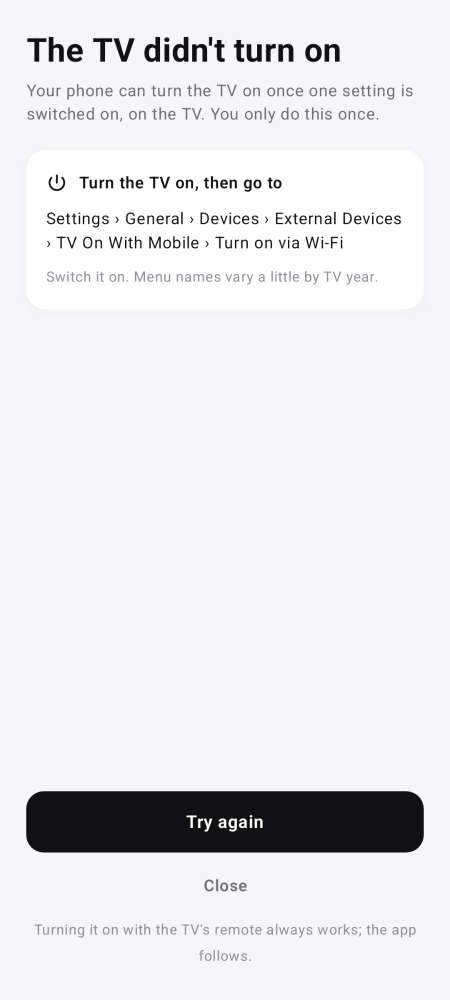 The TV didn't turn on
Your phone can turn the TV on once one setting is
switched on, on the TV. You only do this once.
Turn the TV on, then go to
Settings › General › Devices › External Devices
› TV On With Mobile › Turn on via Wi-Fi
Switch it on. Menu names vary a little by TV year.
Try again
Close
Turning it on with the TV's remote always works; the app
follows.